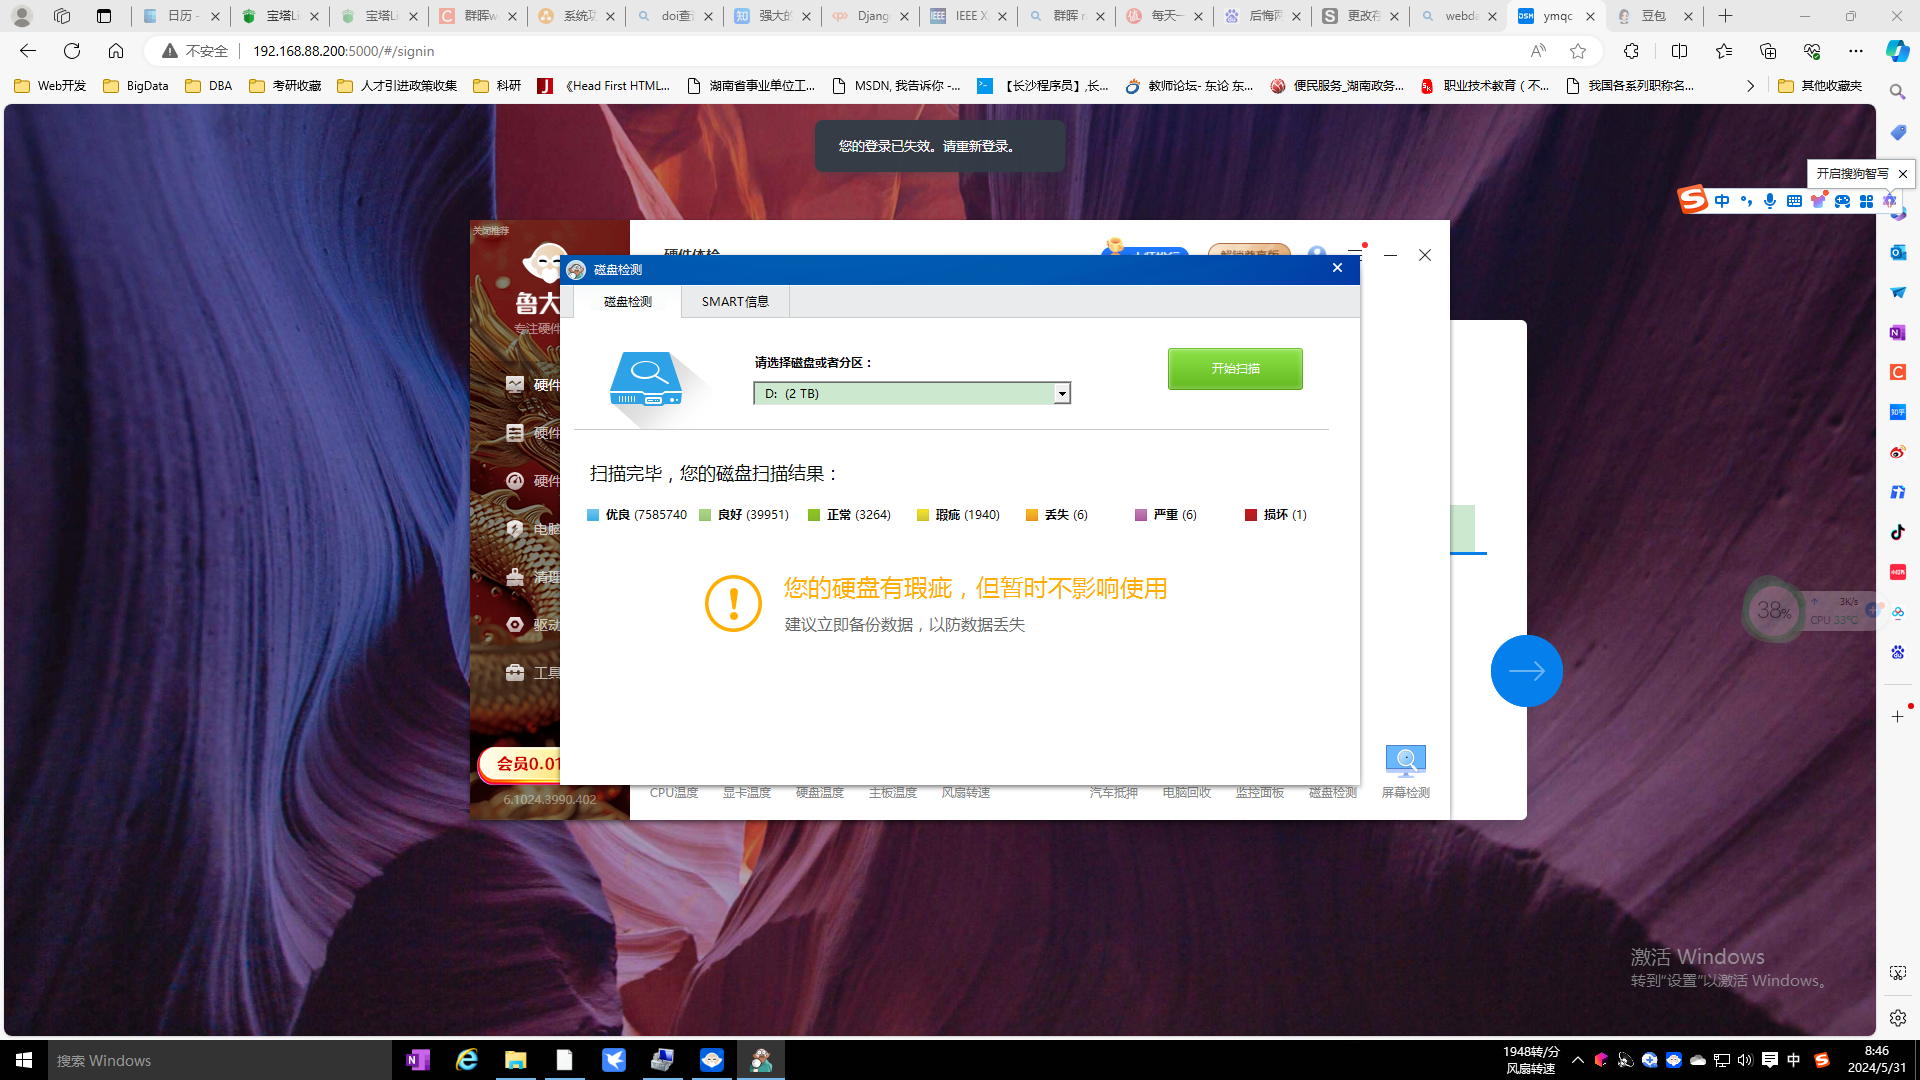 日历 -
宝塔Li
宝塔Li
群晖w
系统功
doi查i
强大的
Djang
IEEE X
群晖 r
每天一
后悔两
更改存
webda
ymqc
豆包
不安全
192.168.88.200:5000/#/signin
Web开发
BigData
DBA
考研收藏
人才引进政策收集
科研
《Head First HTML...
湖南省事业单位工...
MSDN, 我告诉你 -...
【长沙程序员】,长...
教师论坛- 东论 东...
便民服务_湖南政务...
职业技术教育（不...
我国各系列职称名...
其他收藏夹
您的登录已失效。请重新登录。
开启搜狗智写
中
关闭推荐
硬件体检
鲁大
专注硬件
磁盘检测
磁盘检测
SMART信息
请选择磁盘或者分区：
D: (2 TB)
开始扫描
扫描完毕，您的磁盘扫描结果：
优良 (7585740
良好 (39951)
正常 (3264)
瑕疵 (1940)
丢失 (6)
严重 (6)
损坏 (1)
您的硬盘有瑕疵，但暂时不影响使用
建议立即备份数据，以防数据丢失
硬件
硬件
硬件
电脑
清理
驱动
工具
会员0.01
6.1024.3990.402
CPU温度
显卡温度
硬盘温度
主板温度
风扇转速
汽车抵押
电脑回收
监控面板
磁盘检测
屏幕检测
38%
3K/s
CPU 33℃
知乎
小红书
激活 Windows
转到"设置"以激活 Windows。
搜索 Windows
1948转/分
风扇转速
中
8:46
2024/5/31